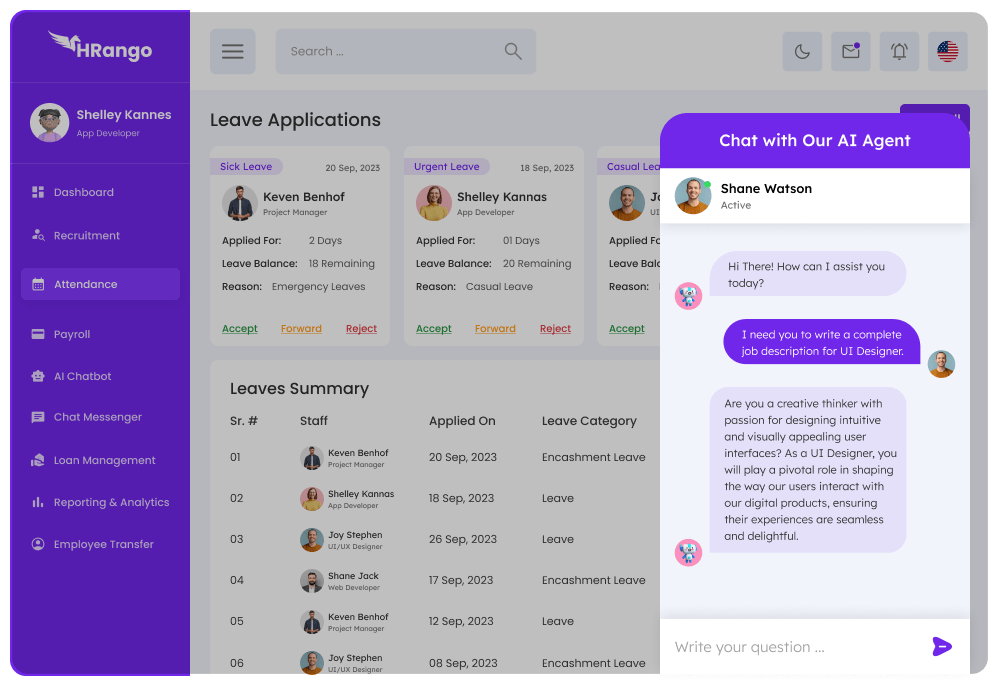 HRango
Shelley Kannes
App Developer
Dashboard
Recruitment
Attendance
Payroll
AI Chatbot
Chat Messenger
Loan Management
Reporting & Analytics
Employee Transfer
Search ...
Leave Applications
Sick Leave
20 Sep, 2023
Keven Benhof
Project Manager
Applied For: 2 Days
Leave Balance: 18 Remaining
Reason: Emergency Leaves
Accept Forward Reject
Urgent Leave
18 Sep, 2023
Shelley Kannas
App Developer
Applied For: 01 Days
Leave Balance: 20 Remaining
Reason: Casual Leave
Accept Forward Reject
Casual Lea
Applied Fo
Leave Bala
Reason:
Accept
Leaves Summary
Sr. # Staff Applied On Leave Category
01 Keven Benhof 20 Sep, 2023 Encashment Leave
Project Manager
02 Shelley Kannas 18 Sep, 2023 Leave
App Developer
03 Joy Stephen 26 Sep, 2023 Leave
UI/UX Designer
04 Shane Jack 17 Sep, 2023 Encashment Leave
Web Developer
05 Keven Benhof 12 Sep, 2023 Leave
Project Manager
06 Joy Stephen 08 Sep, 2023 Encashment Leave
UI/UX Designer
Chat with Our AI Agent
Shane Watson
Active
Hi There! How can I assist you
today?
I need you to write a complete
job description for UI Designer.
Are you a creative thinker with
passion for designing intuitive
and visually appealing user
interfaces? As a UI Designer, you
will play a pivotal role in shaping
the way our users interact with
our digital products, ensuring
their experiences are seamless
and delightful.
Write your question ...